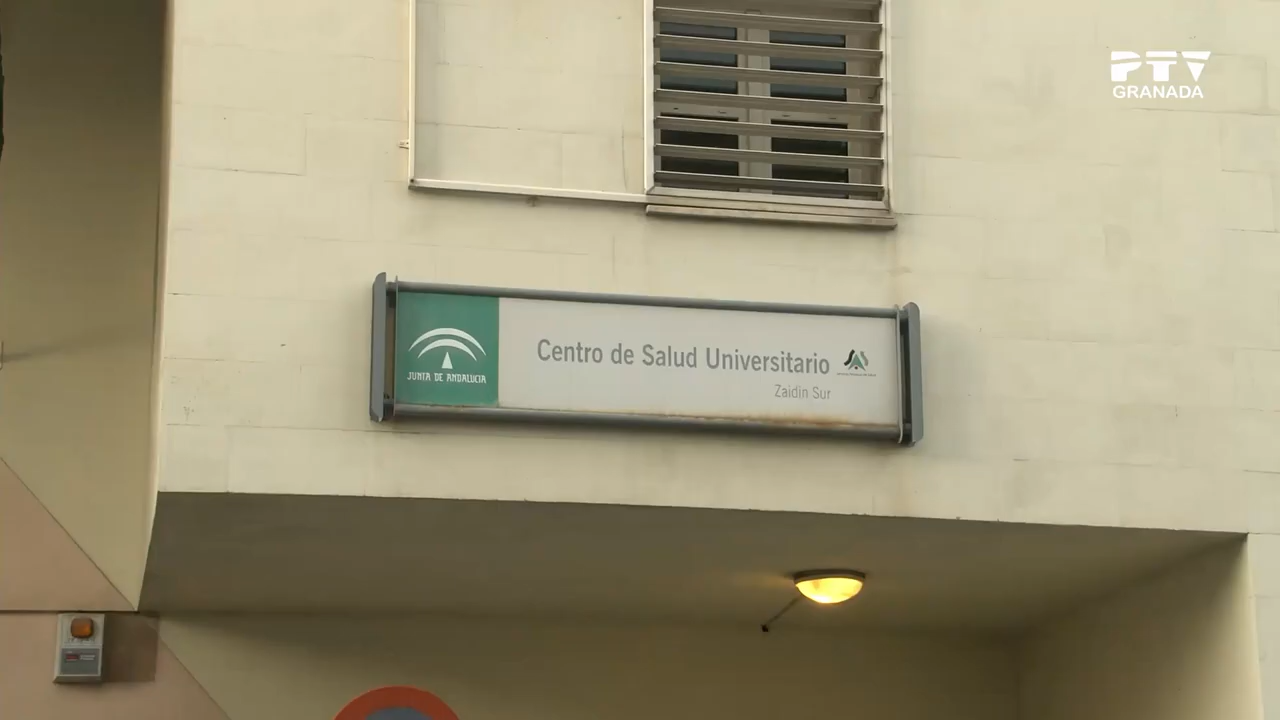 PTV
GRANADA
JUNTA DE ANDALUCIA
Centro de Salud Universitario
Zaidín Sur